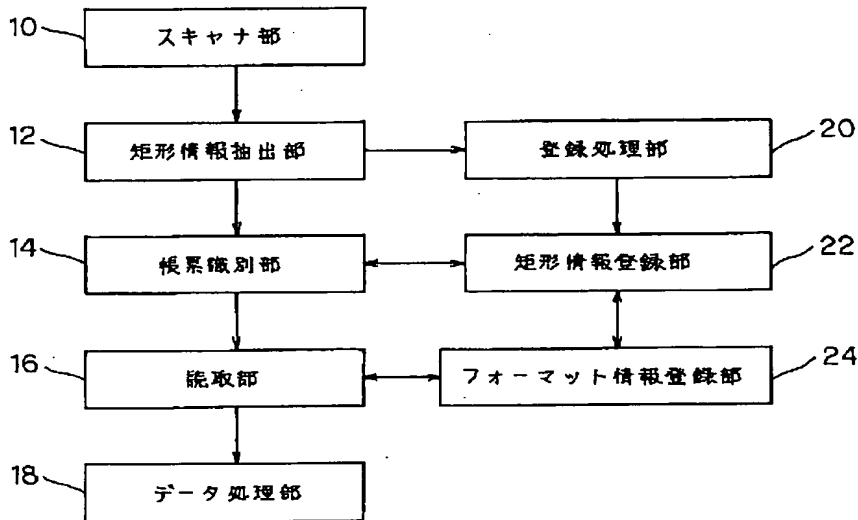 10 スキャナ部
12 矩形情報抽出部
登録処理部 20
14 帳票識別部
矩形情報登録部 22
16 読取部
フォーマット情報登録部 24
18 データ処理部